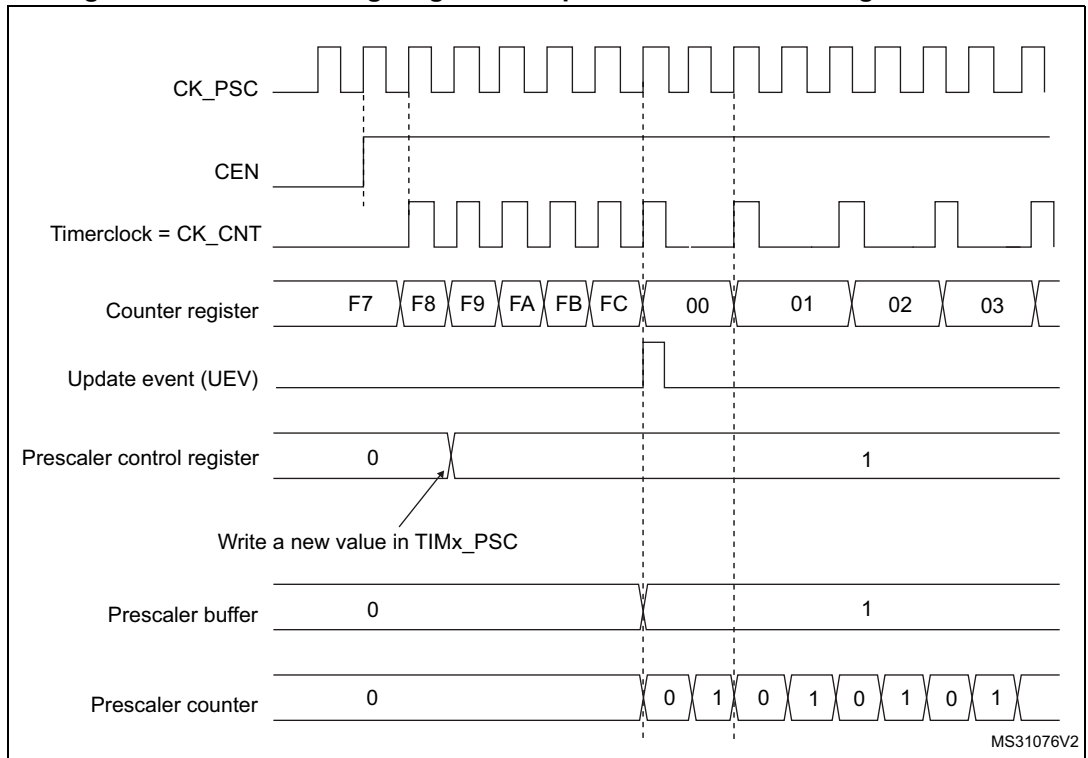 CK_PSC
CEN
Timerclock = CK_CNT
Counter register F7 F8 F9 FA FB FC 00 01 02 03
Update event (UEV)
Prescaler control register 0 1
Write a new value in TIMx_PSC
Prescaler buffer 0 1
Prescaler counter 0 0 1 0 1 0 1 0 1
MS31076V2